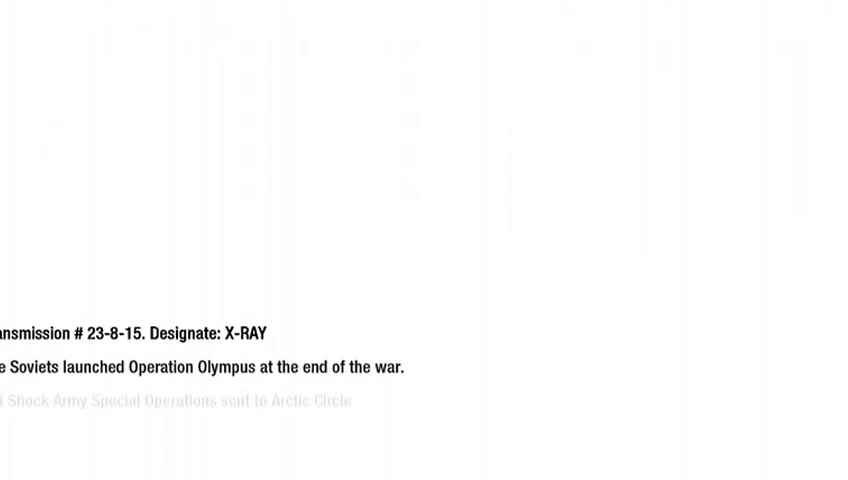 ansmission # 23-8-15. Designate: X-RAY
e Soviets launched Operation Olympus at the end of the war.
Shock Army Special Operations sent to Arctic Circle